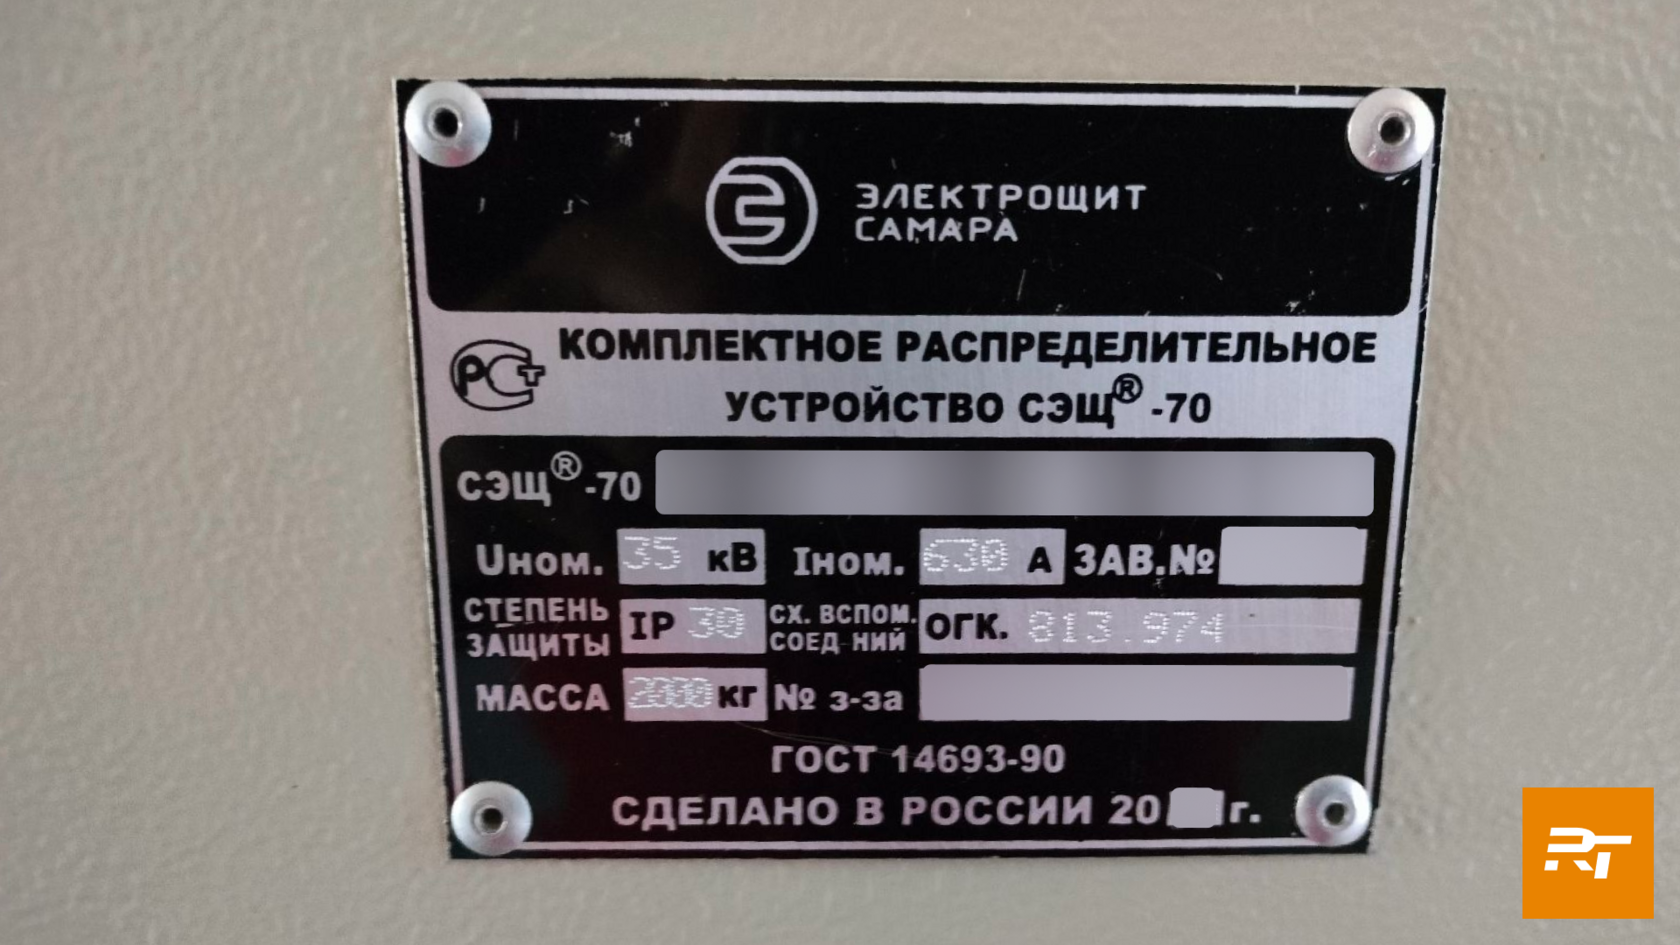 ЭЛЕКТРОЩИТ
САМАРА
РСТ
КОМПЛЕКТНОЕ РАСПРЕДЕЛИТЕЛЬНОЕ
УСТРОЙСТВО СЭЩ® -70
СЭЩ® -70
Uном. 35 кВ Iном. 630 А ЗАВ.№
СТЕПЕНЬ ЗАЩИТЫ IP 30 СХ. ВСПОМ. СОЕД-НИЙ ОГК. 813.974
МАССА 2000 кг № з-за
ГОСТ 14693-90
СДЕЛАНО В РОССИИ 20 г.
RT